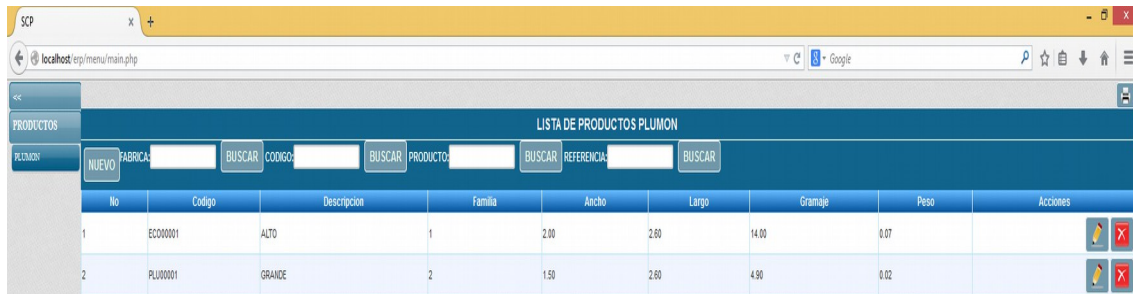 SCP
localhost/erp/menu/main.php
Google
<<
PRODUCTOS
PLUMON
LISTA DE PRODUCTOS PLUMON
NUEVO FABRICA: BUSCAR CODIGO: BUSCAR PRODUCTO: BUSCAR REFERENCIA: BUSCAR
No Codigo Descripcion Familia Ancho Largo Gramaje Peso Acciones
1 ECO00001 ALTO 1 2.00 2.60 14.00 0.07
2 PLU00001 GRANDE 2 1.50 2.60 4.90 0.02